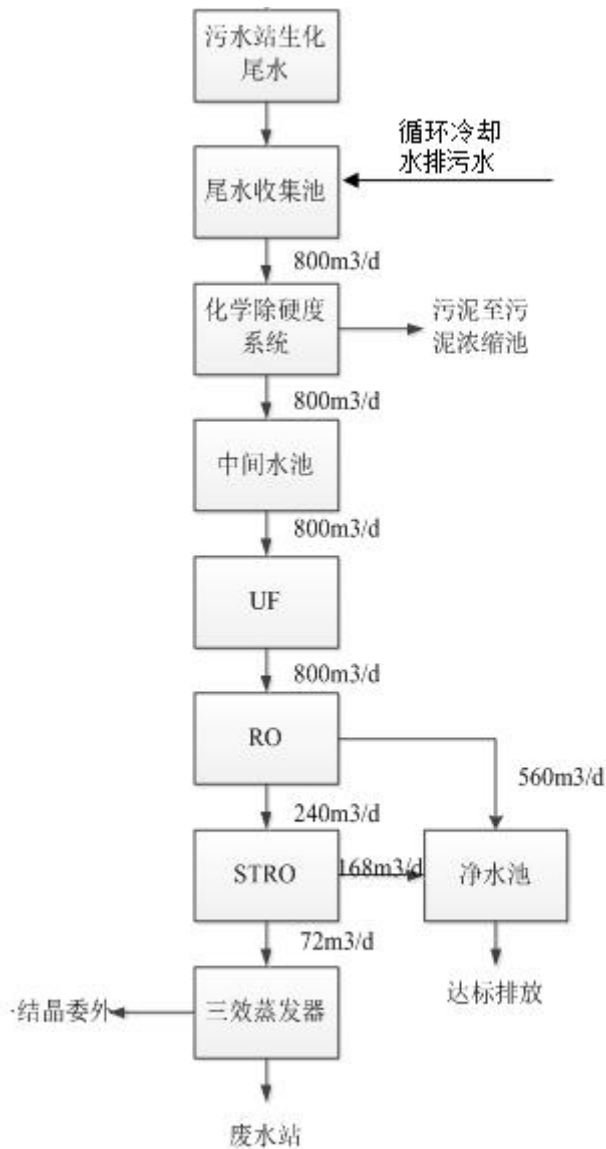 污水站生化
尾水
循环冷却
水排污水
尾水收集池
800m3/d
化学除硬度
系统
污泥至污
泥浓缩池
800m3/d
中间水池
800m3/d
UF
800m3/d
RO
560m3/d
240m3/d
STRO
168m3/d
净水池
72m3/d
达标排放
结晶委外
三效蒸发器
废水站